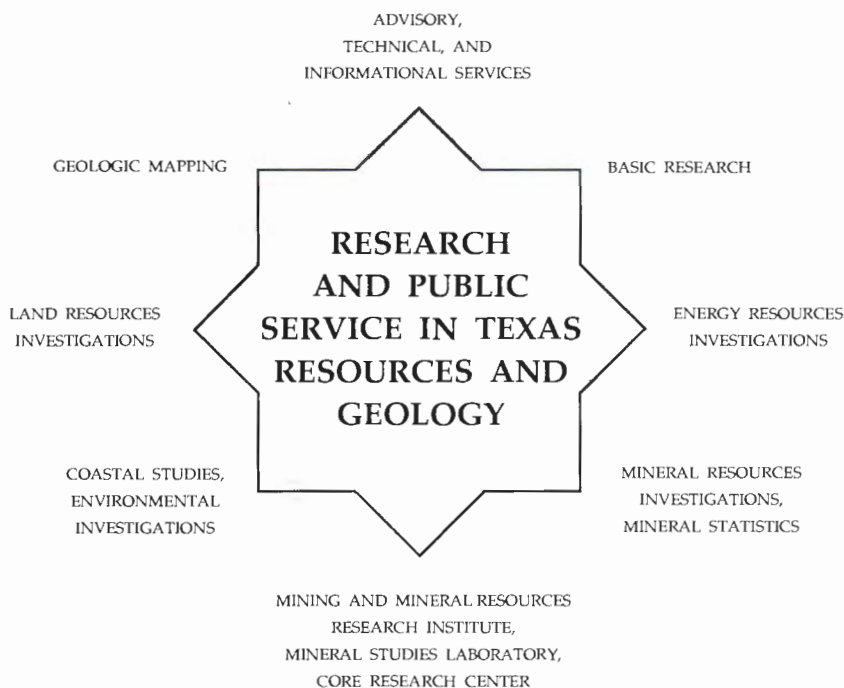 ADVISORY,
TECHNICAL, AND
INFORMATIONAL SERVICES
GEOLOGIC MAPPING
BASIC RESEARCH
RESEARCH
AND PUBLIC
SERVICE IN TEXAS
RESOURCES AND
GEOLOGY
LAND RESOURCES
INVESTIGATIONS
ENERGY RESOURCES
INVESTIGATIONS
COASTAL STUDIES,
ENVIRONMENTAL
INVESTIGATIONS
MINERAL RESOURCES
INVESTIGATIONS,
MINERAL STATISTICS
MINING AND MINERAL RESOURCES
RESEARCH INSTITUTE,
MINERAL STUDIES LABORATORY,
CORE RESEARCH CENTER